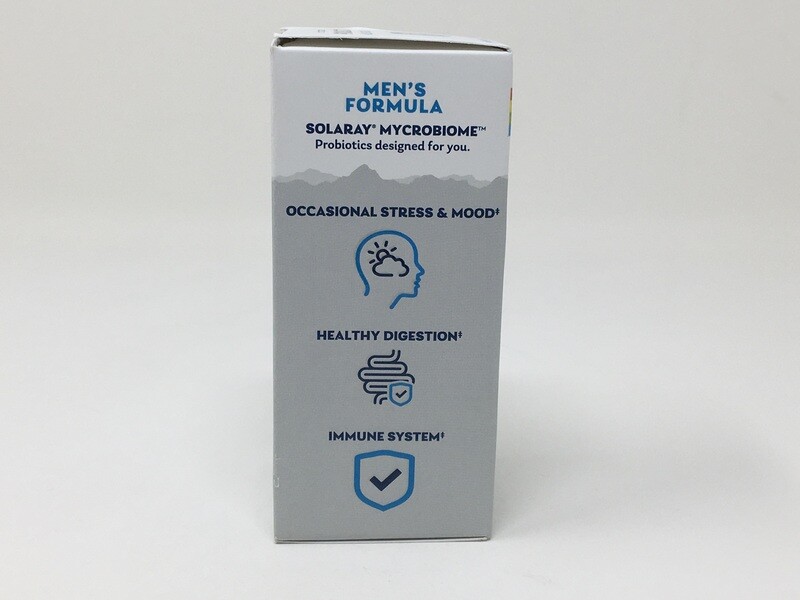 MEN'S
FORMULA
SOLARAY® MYCROBIOME™
Probiotics designed for you.
OCCASIONAL STRESS & MOOD‡
HEALTHY DIGESTION‡
IMMUNE SYSTEM‡